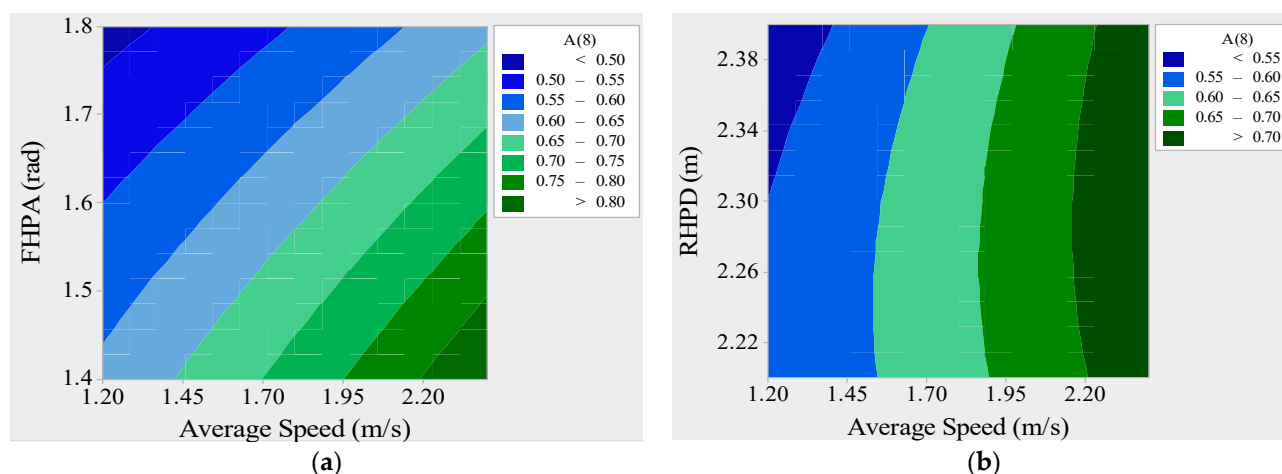 A(8)
< 0.50
0.50 – 0.55
0.55 – 0.60
0.60 – 0.65
0.65 – 0.70
0.70 – 0.75
0.75 – 0.80
> 0.80
1.8
1.7
1.6
1.5
1.4
FHPA (rad)
1.20 1.45 1.70 1.95 2.20
Average Speed (m/s)
(a)
A(8)
< 0.55
0.55 – 0.60
0.60 – 0.65
0.65 – 0.70
> 0.70
2.38
2.34
2.30
2.26
2.22
RHPD (m)
1.20 1.45 1.70 1.95 2.20
Average Speed (m/s)
(b)